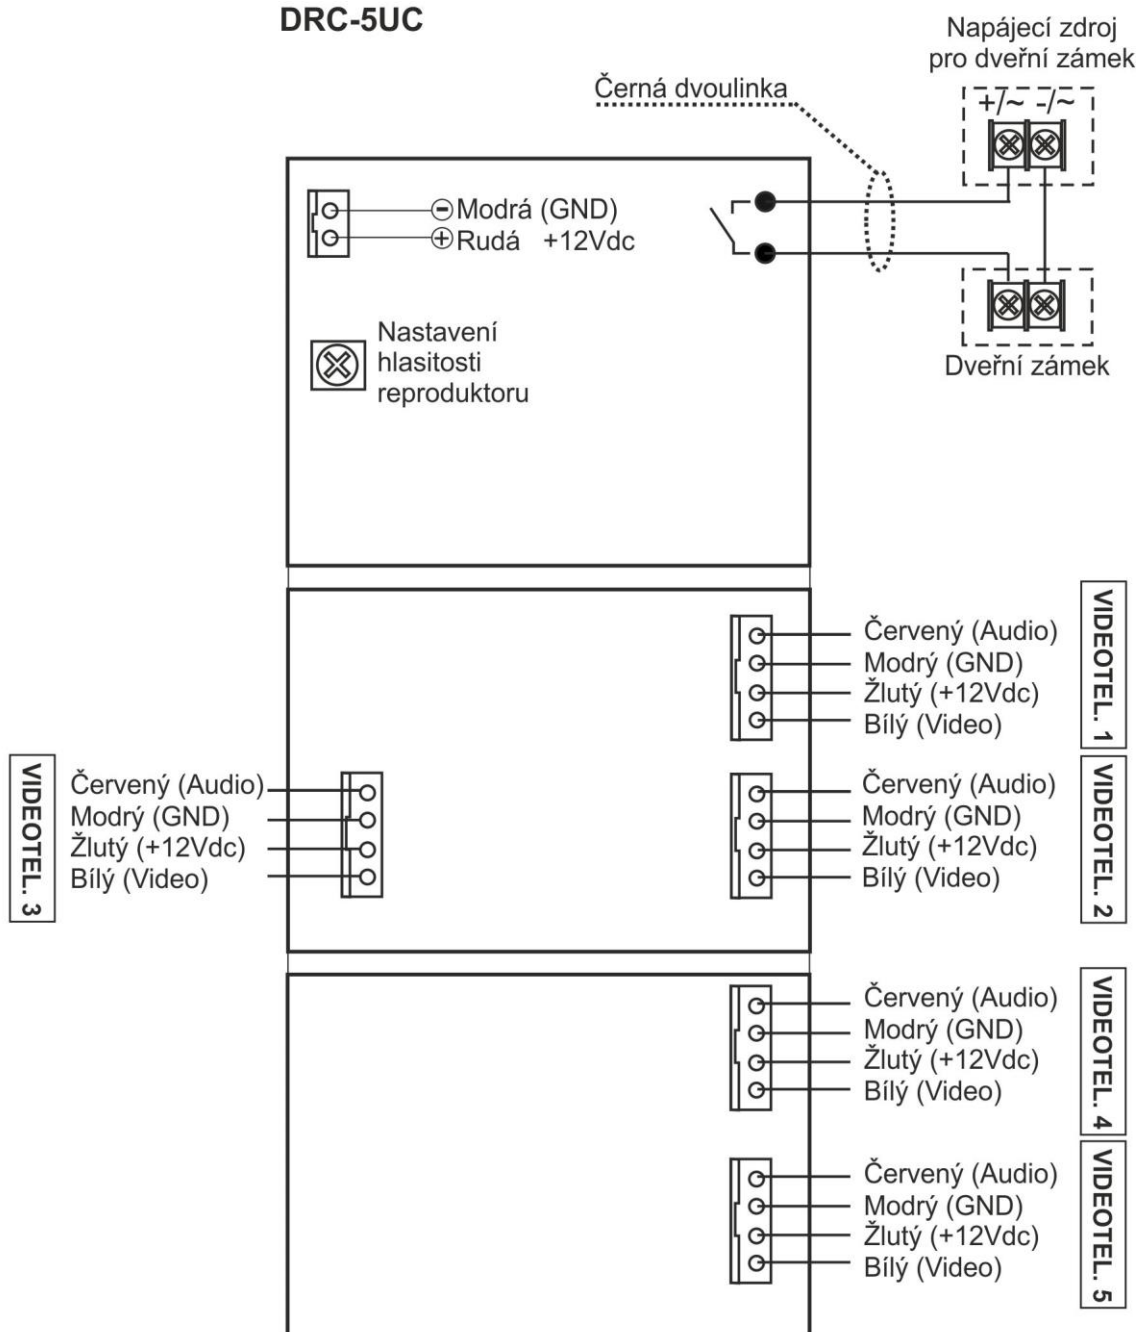 DRC-5UC
Napájecí zdroj
pro dveřní zámek
+/~ -/~
Černá dvoulinka
Modrá (GND)
Rudá +12Vdc
Dveřní zámek
Nastavení
hlasitosti
reproduktoru
Červený (Audio)
Modrý (GND)
Žlutý (+12Vdc)
Bílý (Video)
VIDEOTEL. 1
VIDEOTEL. 3
Červený (Audio)
Modrý (GND)
Žlutý (+12Vdc)
Bílý (Video)
Červený (Audio)
Modrý (GND)
Žlutý (+12Vdc)
Bílý (Video)
VIDEOTEL. 2
Červený (Audio)
Modrý (GND)
Žlutý (+12Vdc)
Bílý (Video)
VIDEOTEL. 4
Červený (Audio)
Modrý (GND)
Žlutý (+12Vdc)
Bílý (Video)
VIDEOTEL. 5